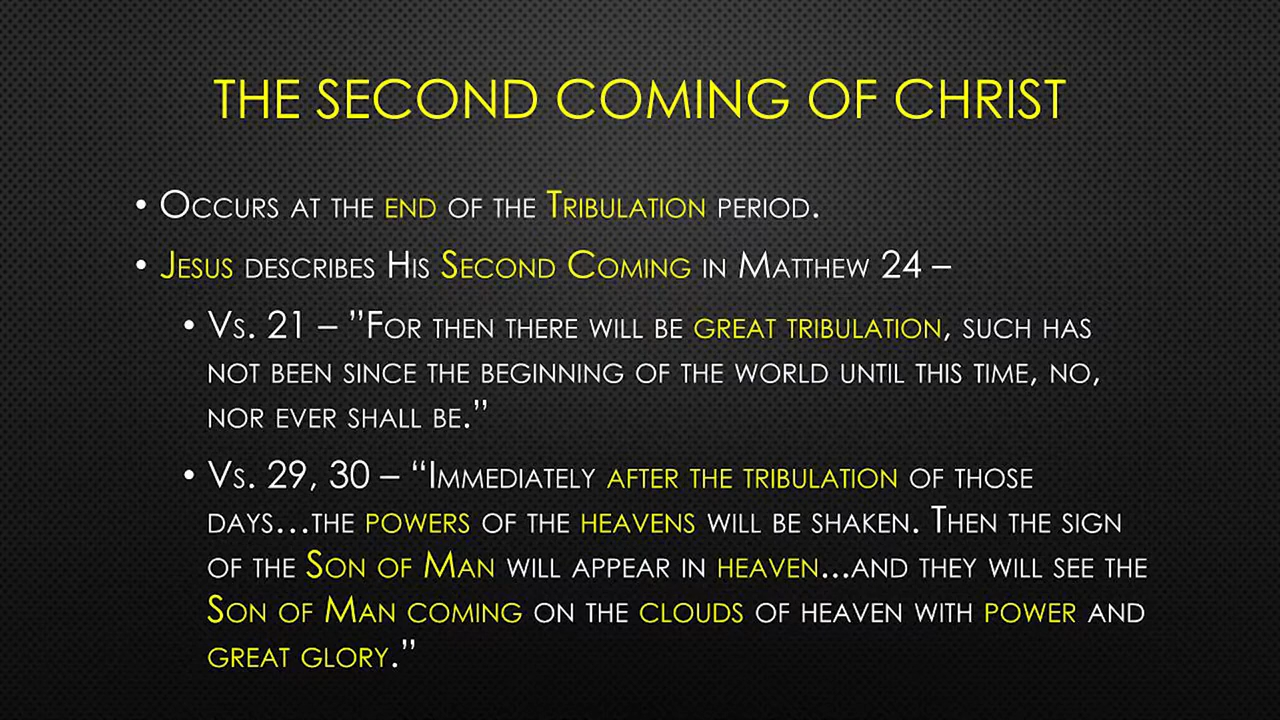 THE SECOND COMING OF CHRIST
• Occurs at the end of the Tribulation period.
• Jesus describes His Second Coming in Matthew 24 –
• Vs. 21 – ”For then there will be great tribulation, such has
not been since the beginning of the world until this time, no,
nor ever shall be.”
• Vs. 29, 30 – “Immediately after the tribulation of those
days…the powers of the heavens will be shaken. Then the sign
of the Son of Man will appear in heaven…and they will see the
Son of Man coming on the clouds of heaven with power and
great glory.”